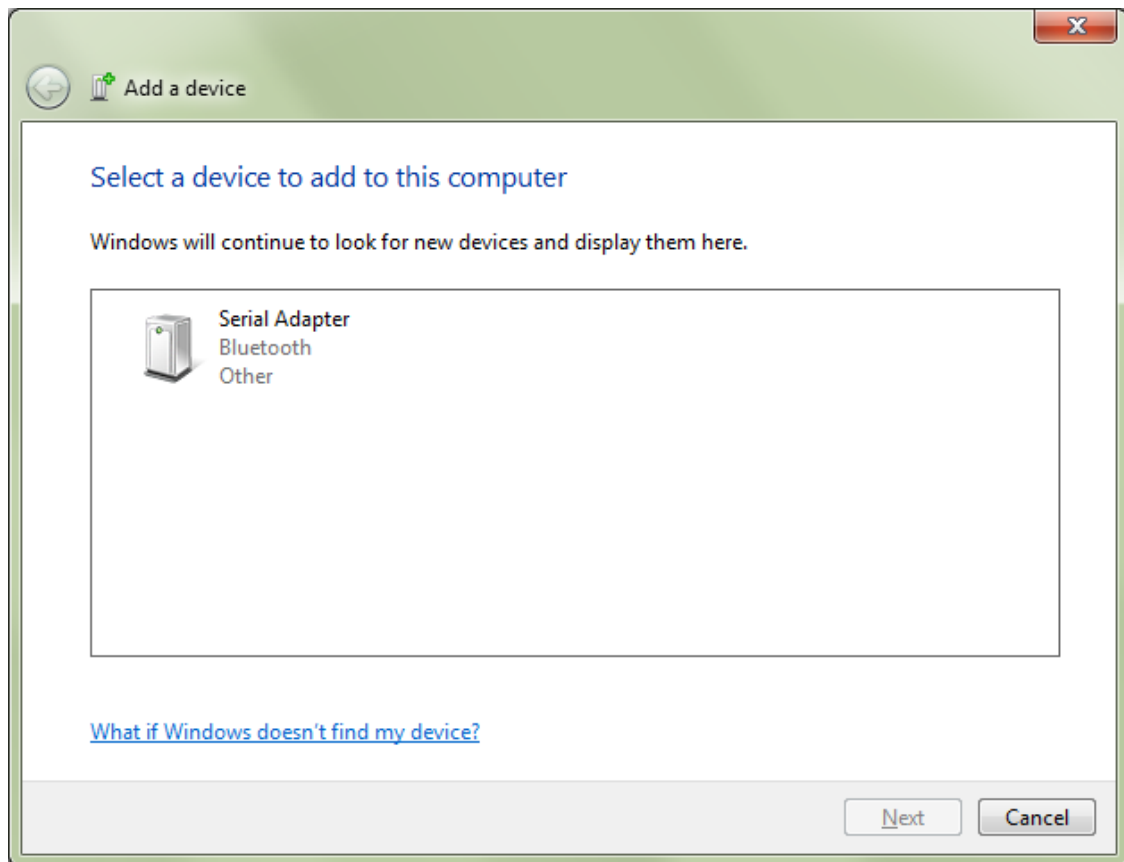 Add a device
Select a device to add to this computer
Windows will continue to look for new devices and display them here.
Serial Adapter
Bluetooth
Other
What if Windows doesn't find my device?
Next Cancel